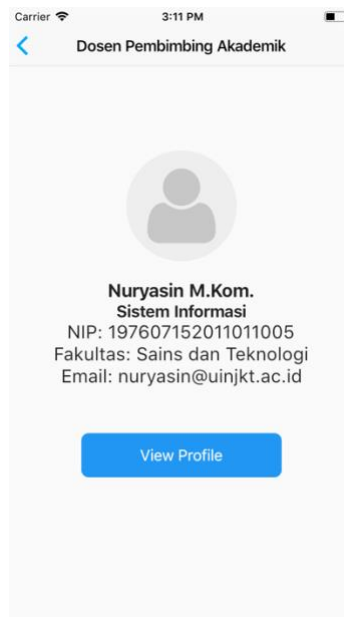 Carrier 3:11 PM
Dosen Pembimbing Akademik
Nuryasin M.Kom.
Sistem Informasi
NIP: 197607152011011005
Fakultas: Sains dan Teknologi
Email: nuryasin@uinjkt.ac.id
View Profile